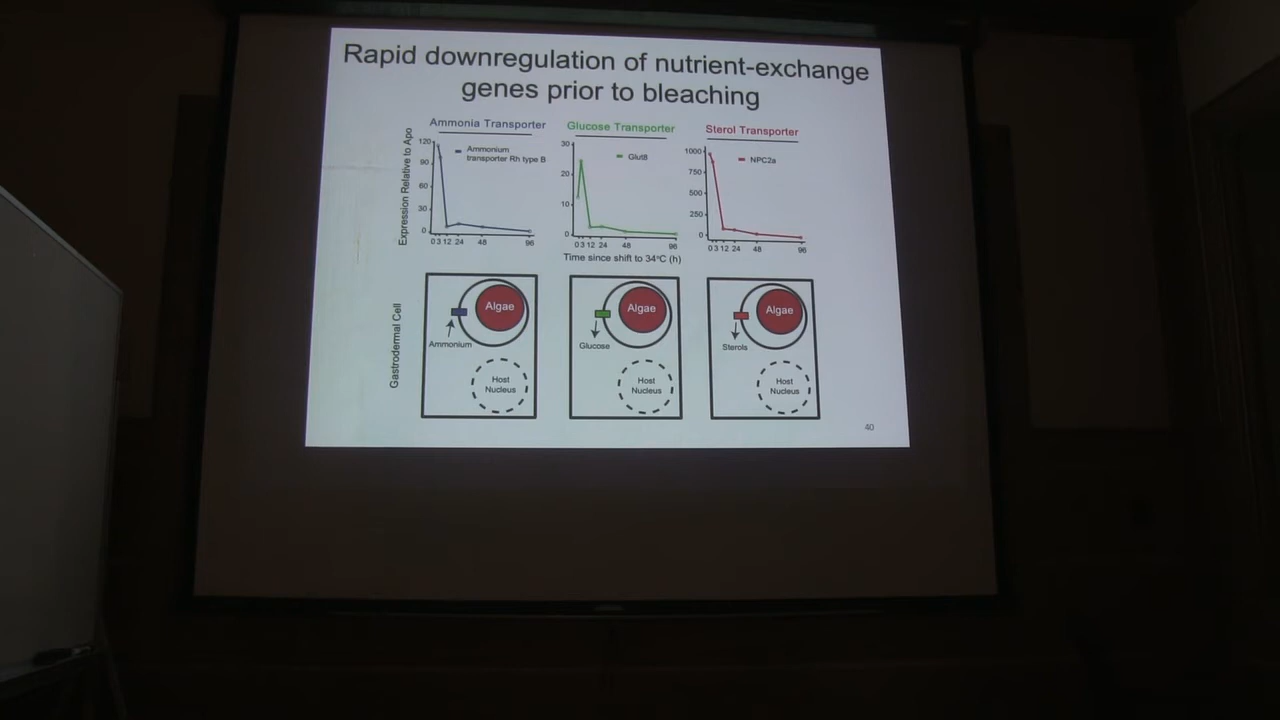 Rapid downregulation of nutrient-exchange
genes prior to bleaching
Ammonia Transporter
Glucose Transporter
Sterol Transporter
Expression Relative to Apo
120
90
60
30
0
Ammonium
transporter Rh type B
0 3 12 24 48 96
30
20
10
0
Glut8
0 3 12 24 48 96
1000
750
500
250
0
NPC2a
0 3 12 24 48 96
Time since shift to 34°C (h)
Gastrodermal Cell
Algae
Ammonium
Host
Nucleus
Algae
Glucose
Host
Nucleus
Algae
Sterols
Host
Nucleus
40